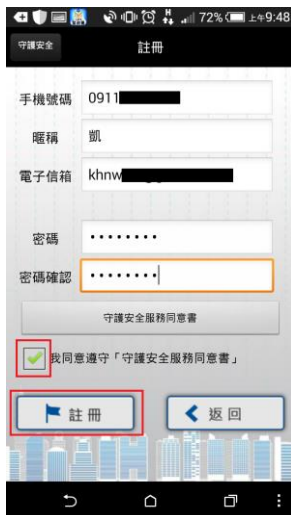 72% 上午9:48
守護安全 註冊
手機號碼 0911
暱稱 凱
電子信箱 khnw
密碼 ••••••••
密碼確認 ••••••••
守護安全服務同意書
我同意遵守「守護安全服務同意書」
註冊 返回